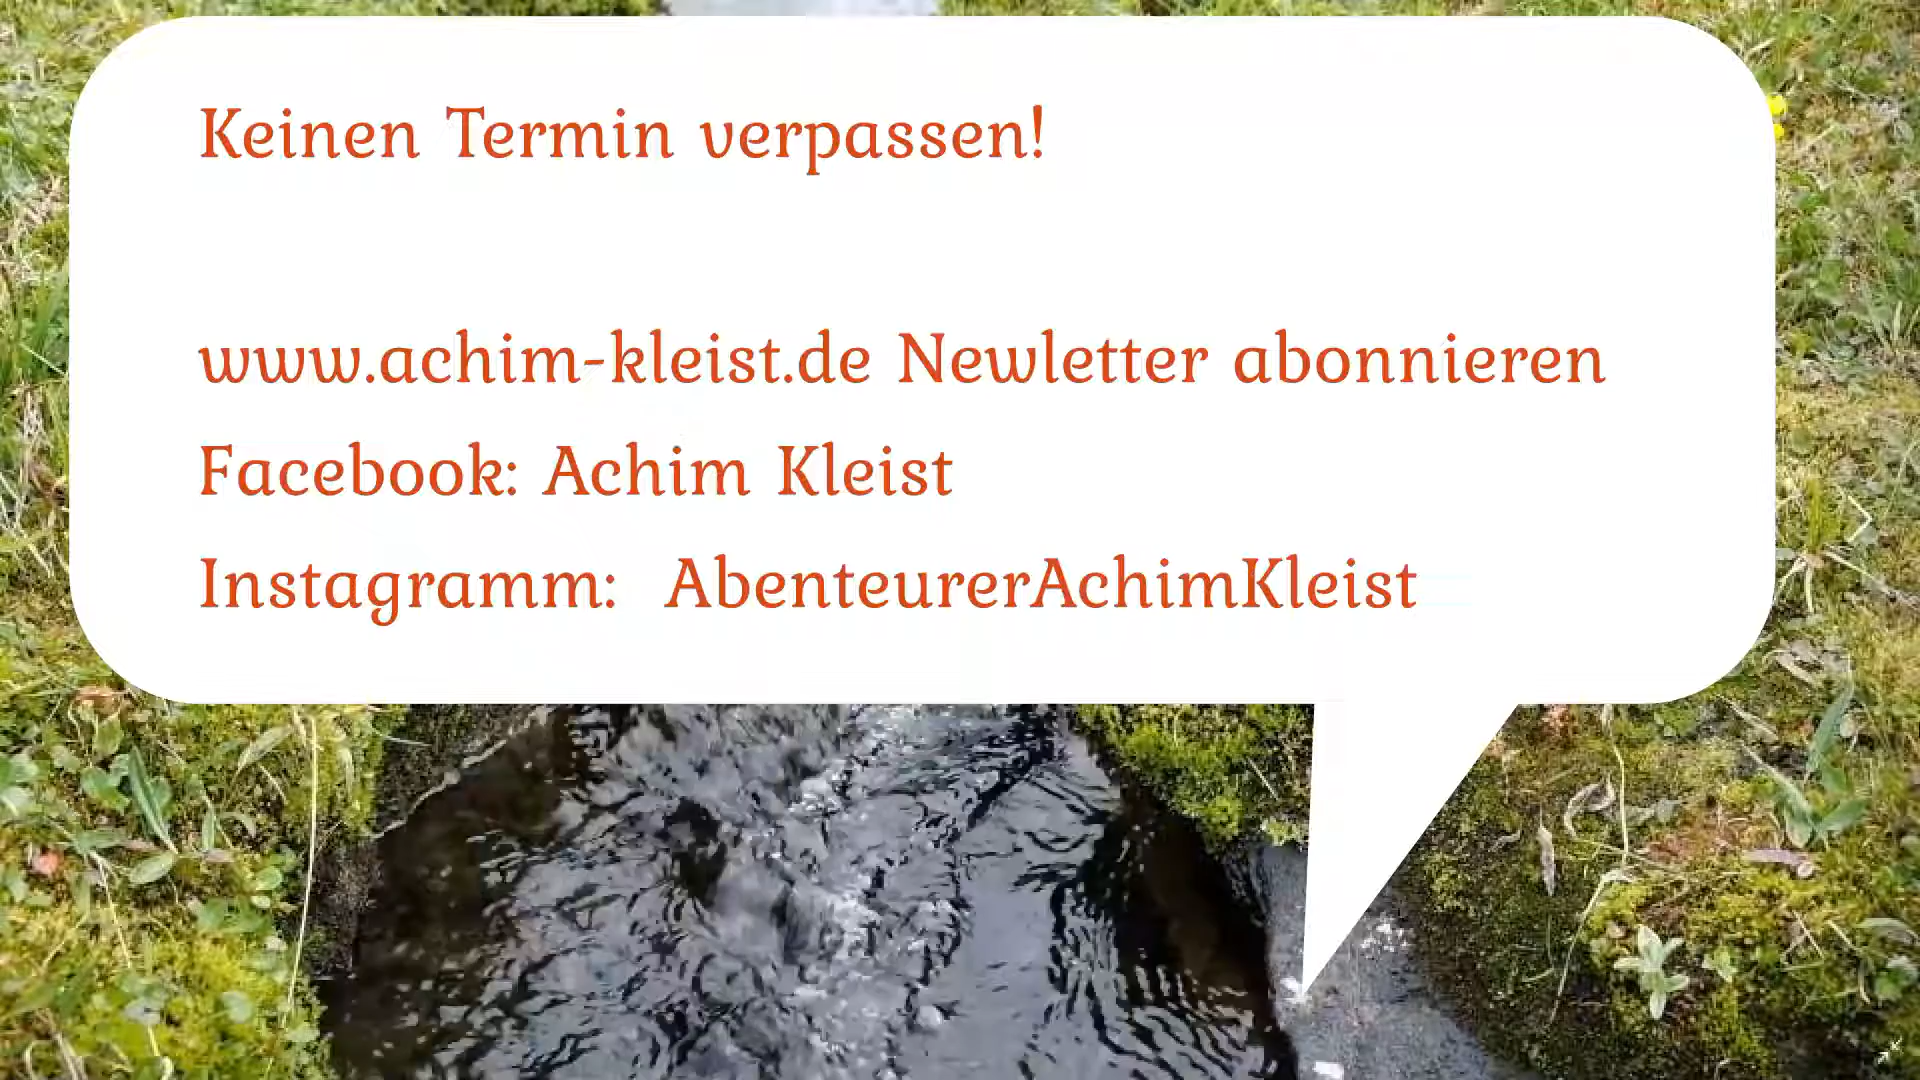 Keinen Termin verpassen!
www.achim-kleist.de Newletter abonnieren
Facebook: Achim Kleist
Instagramm: AbenteurerAchimKleist